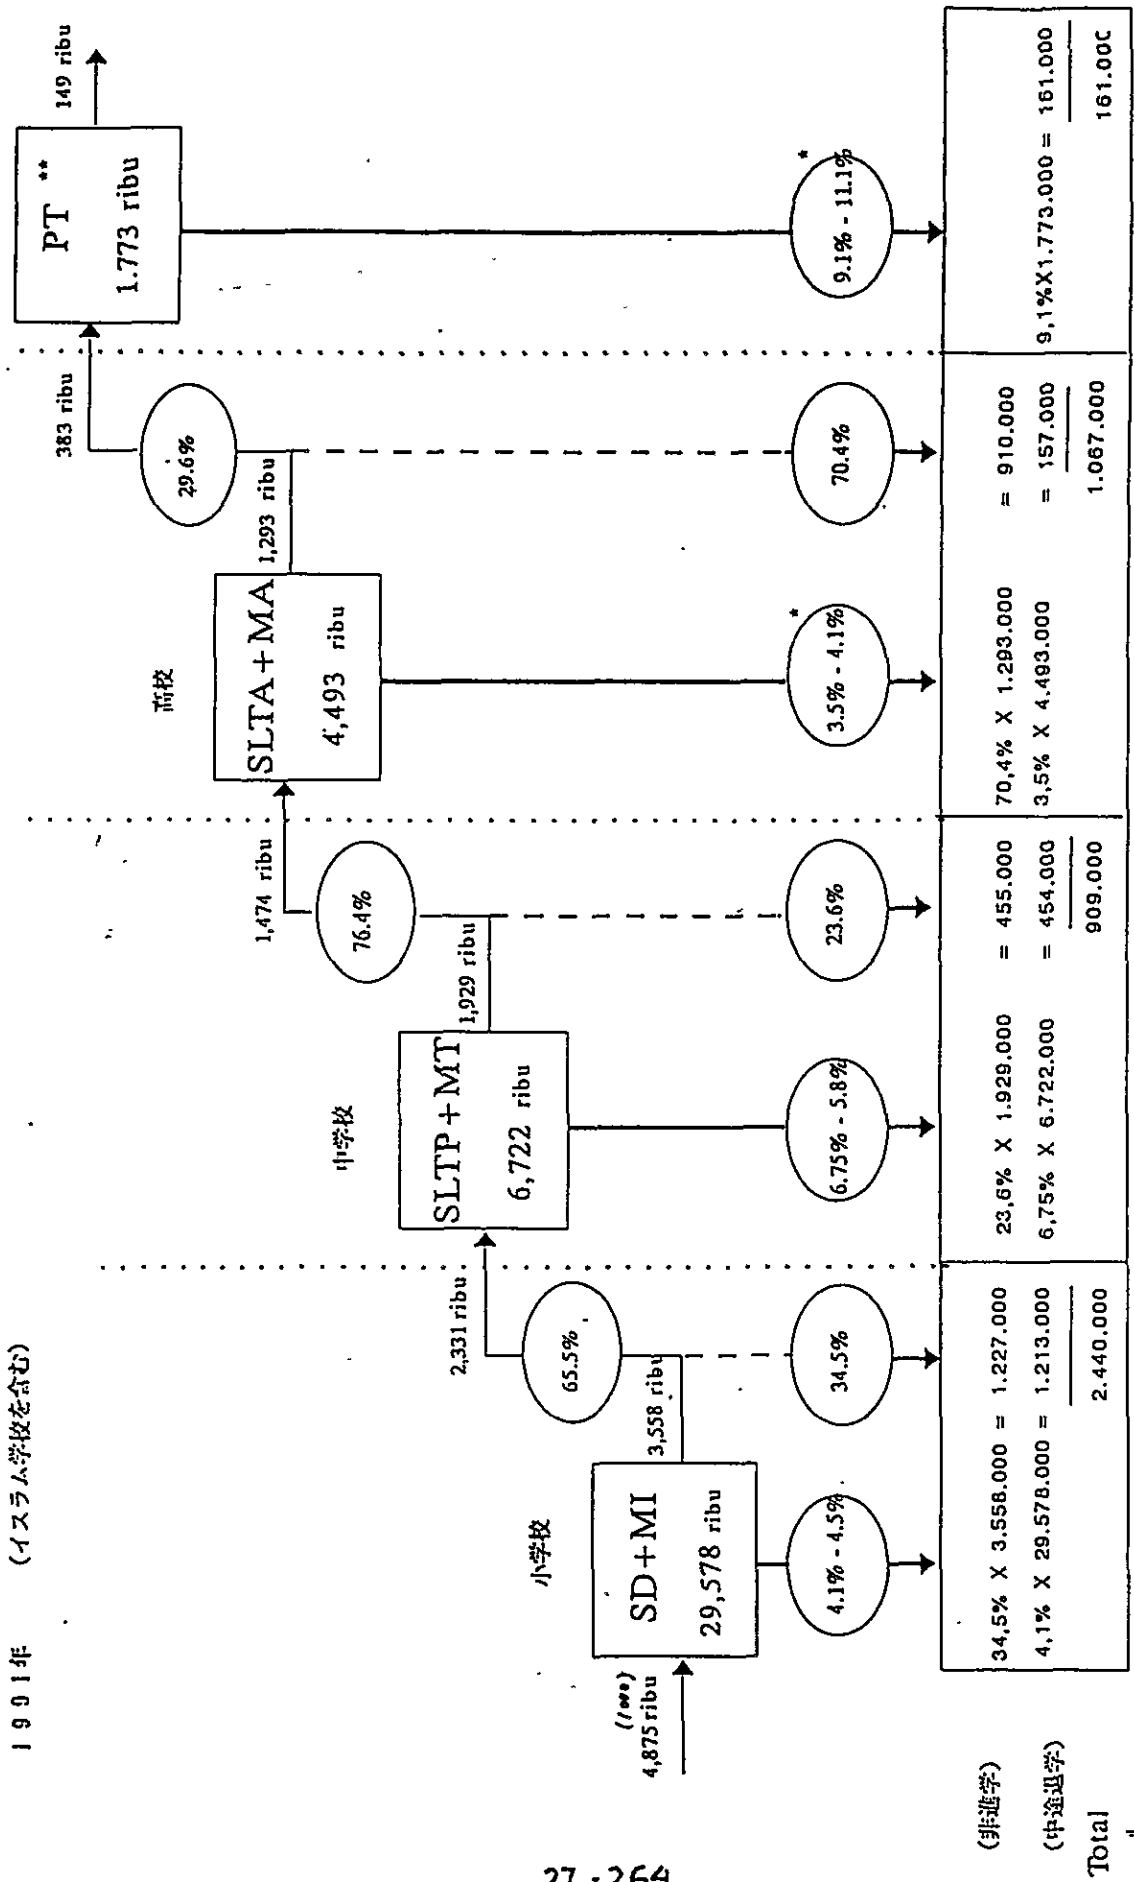 1991年 (イスラム学校を含む)
149 ribu
PT **
1.773 ribu
383 ribu
29.6%
1,293 ribu
高校
SLTA+MA
4,493 ribu
1,474 ribu
76.4%
1,929 ribu
中学校
SLTP+MT
6,722 ribu
2,331 ribu
65.5%
3,558 ribu
小学校
SD+MI
29,578 ribu
(1000)
4,875 ribu
4.1% - 4.5%
34.5%
6.75% - 5.8%
23.6%
3.5% - 4.1%
*
70.4%
9.1% - 11.1%
*
(非進学)
34,5% X 3.558.000 = 1.227.000
23,6% X 1.929.000 = 455.000
70,4% X 1.293.000 = 910.000
(中途退学)
4,1% X 29.578.000 = 1.213.000
6,75% X 6.722.000 = 454.000
3,5% X 4.493.000 = 157.000
9,1%X1.773.000 = 161.000
Total
2.440.000
909.000
1.067.000
161.00C
27-264